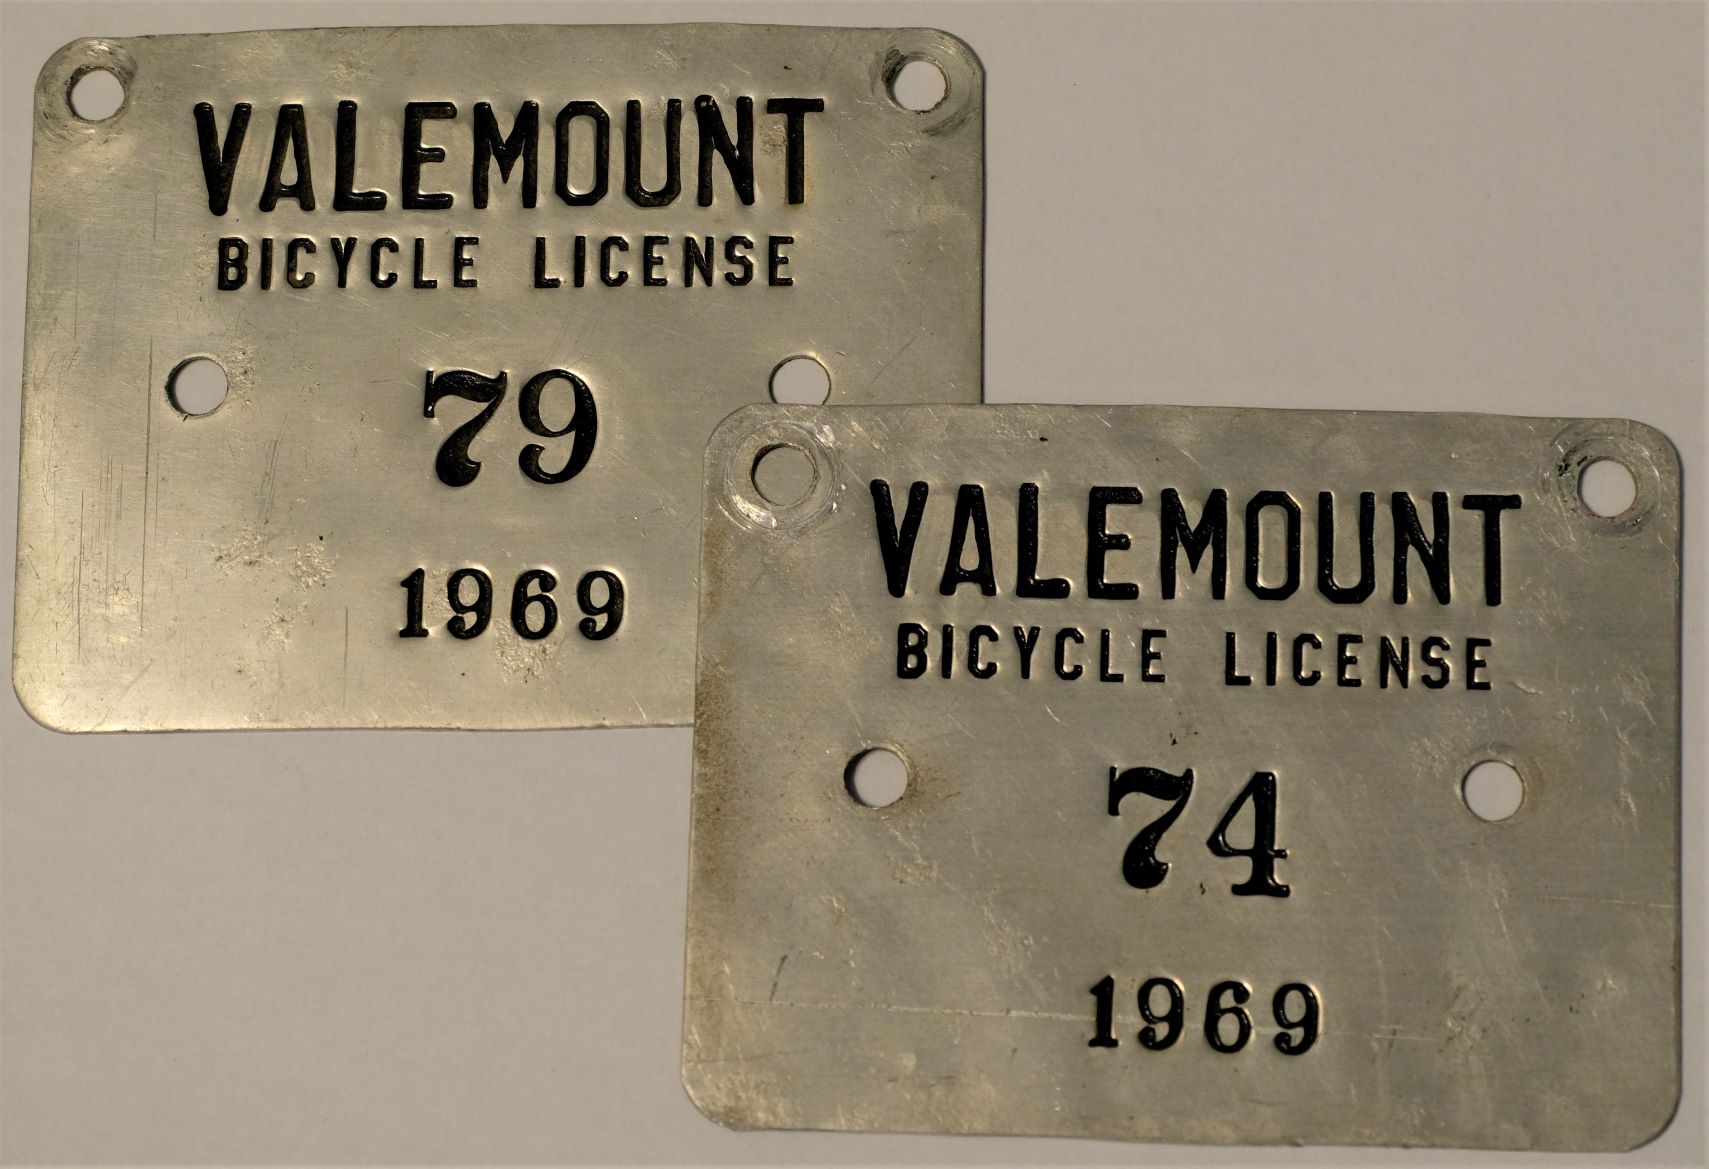 VALEMOUNT
BICYCLE LICENSE
79
1969
VALEMOUNT
BICYCLE LICENSE
74
1969